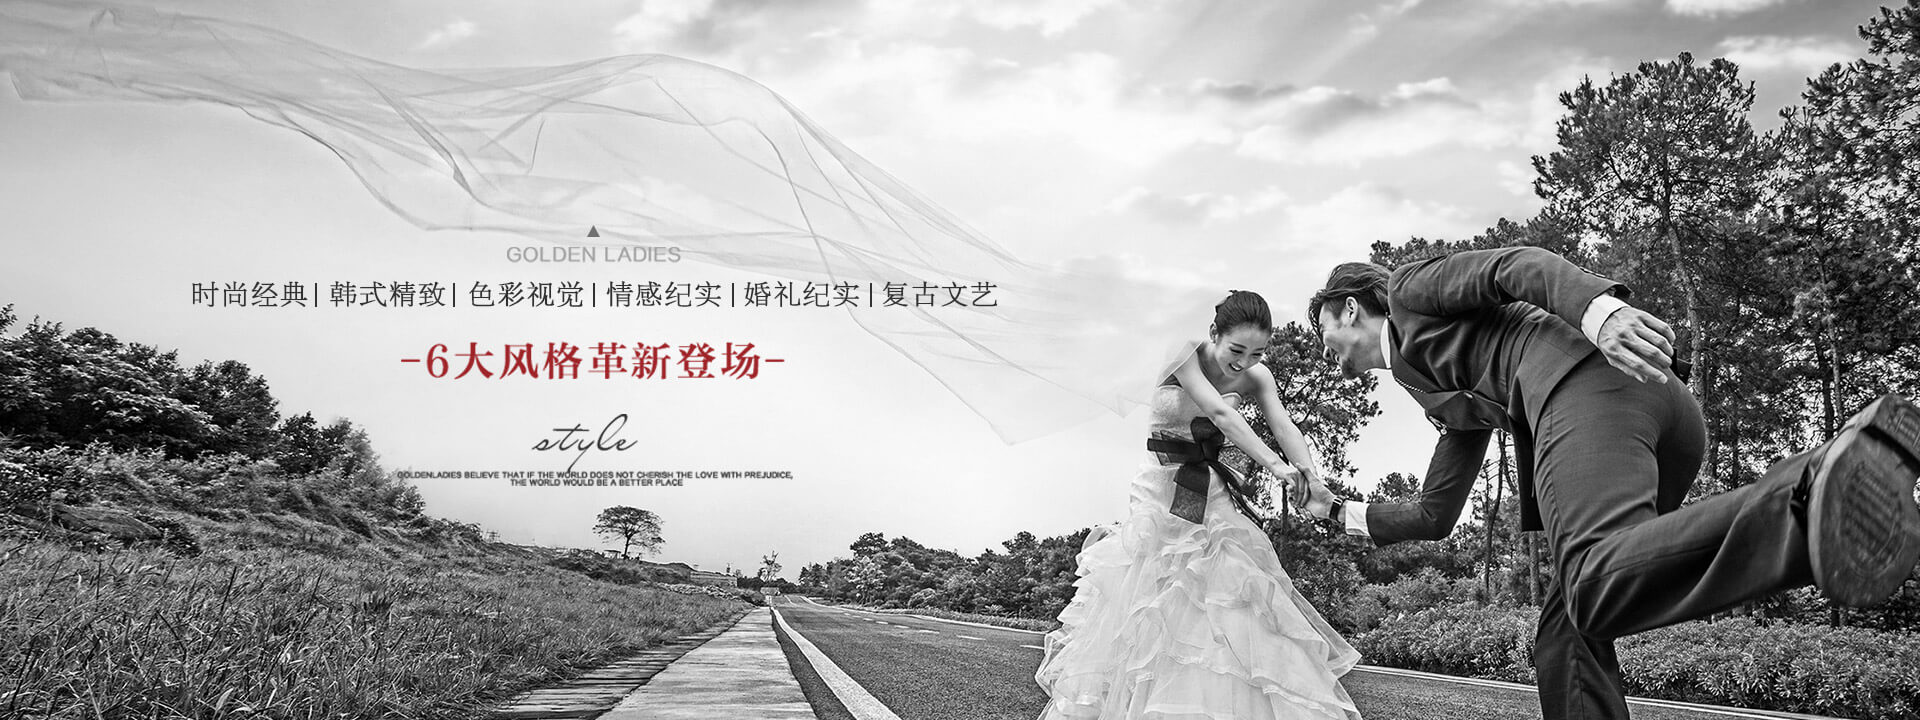 GOLDEN LADIES
时尚经典| 韩式精致| 色彩视觉|情感纪实|婚礼纪实|复古文艺
-6大风格革新登场-
style
GOLDENLADIES BELIEVE THAT IF THE WORLD DOES NOT CHERISH THE LOVE WITH PREJUDICE,
THE WORLD WOULD BE A BETTER PLACE